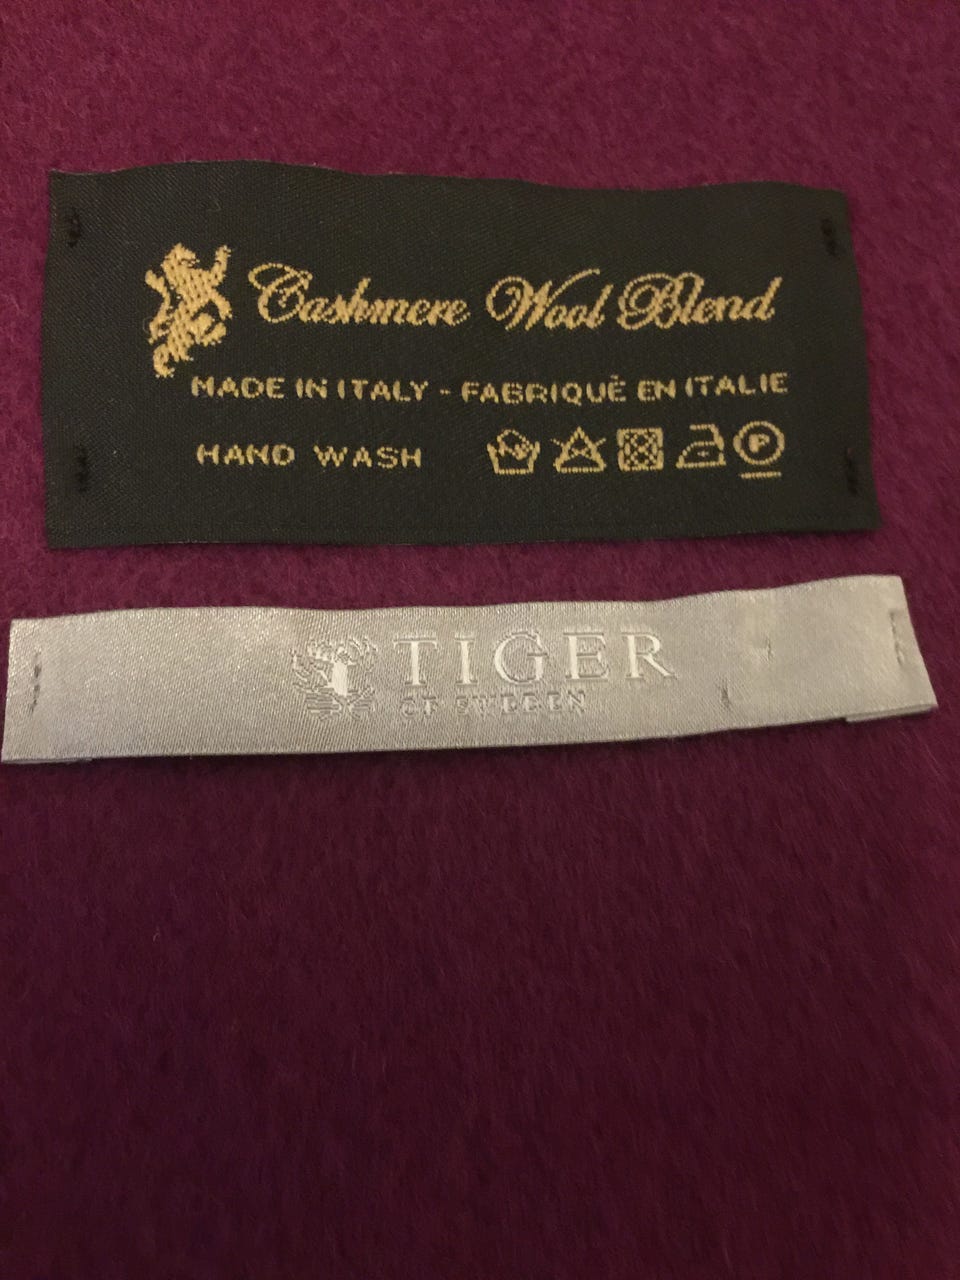 Cashmere Wool Blend
MADE IN ITALY - FABRIQUÈ EN ITALIE
HAND WASH P
TIGER
OF SWEDEN